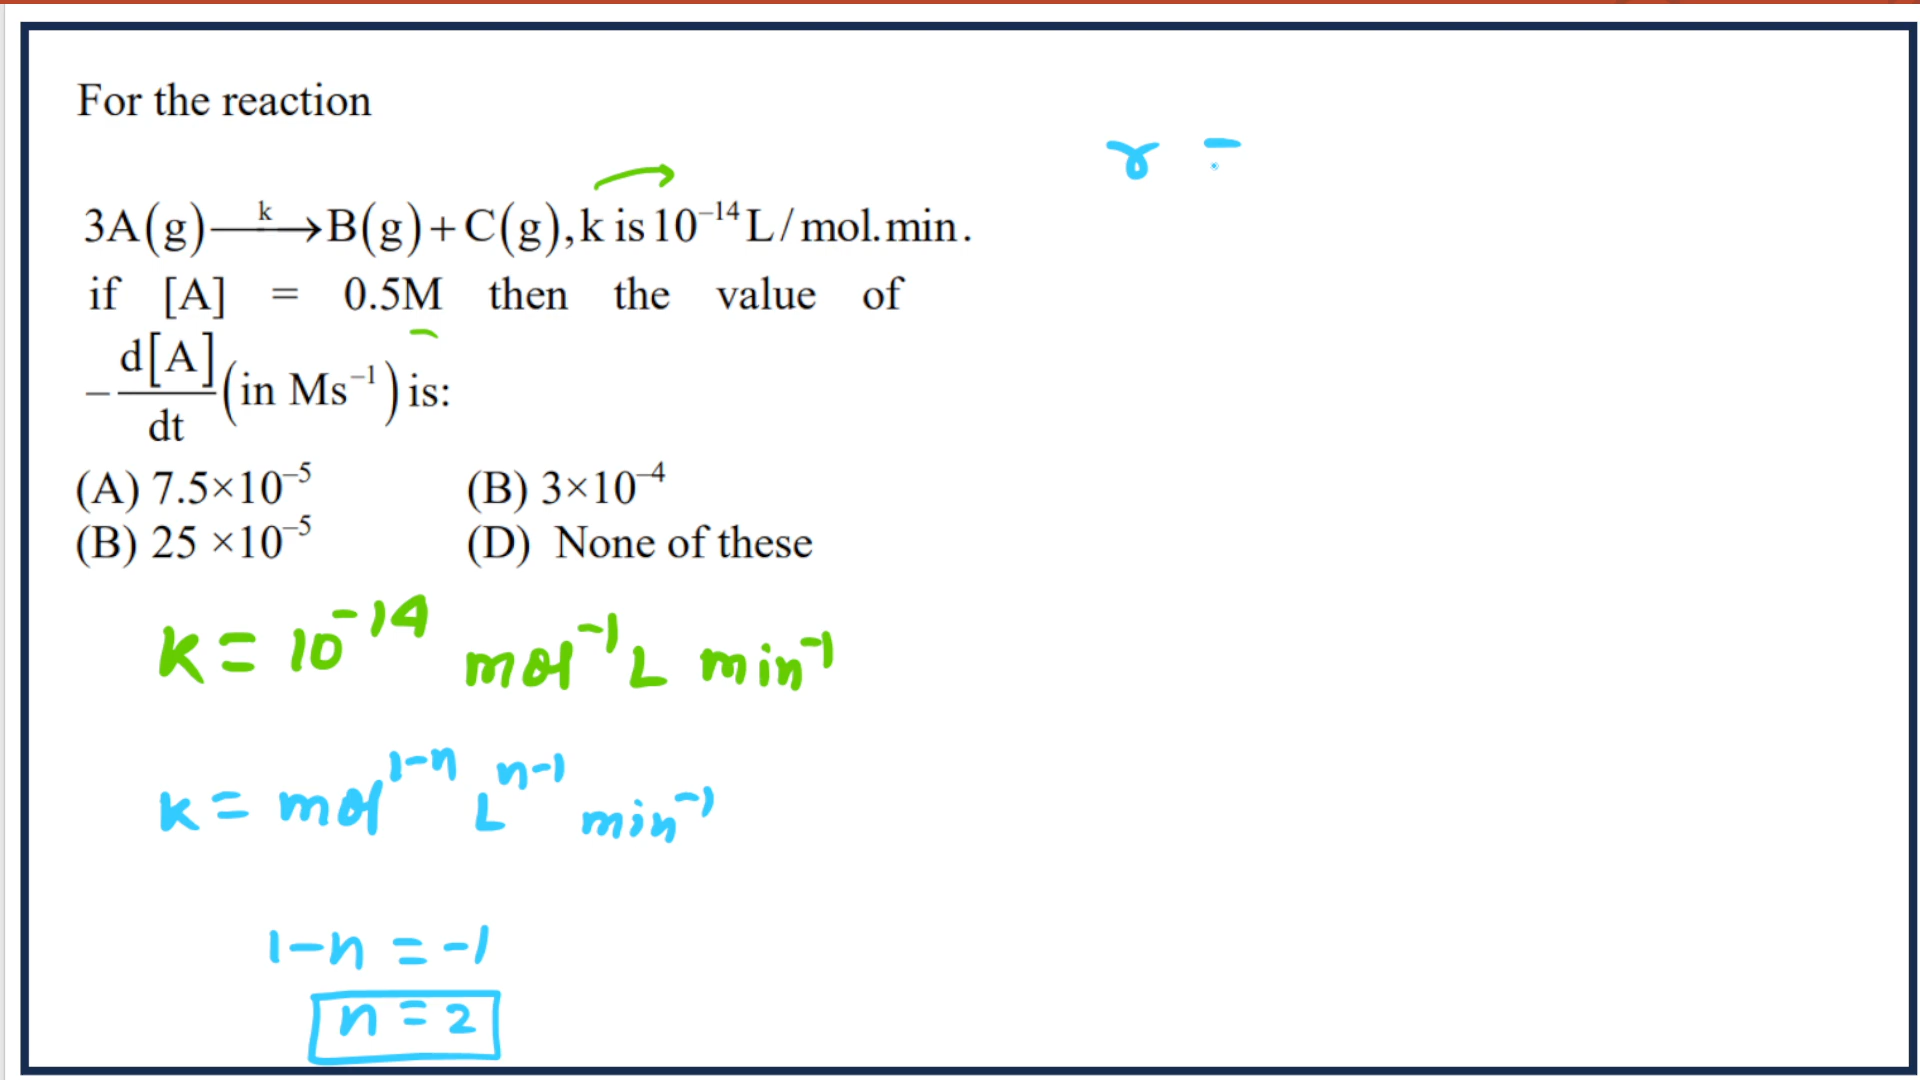 For the reaction
r =
3A(g) —k→ B(g)+C(g), k is 10⁻¹⁴ L/mol.min.
if [A] = 0.5M then the value of
-d[A]/dt (in Ms⁻¹) is:
(A) 7.5×10⁻⁵ (B) 3×10⁻⁴
(B) 25 ×10⁻⁵ (D) None of these
k = 10⁻¹⁴ mol⁻¹ L min⁻¹
k = mol¹⁻ⁿ Lⁿ⁻¹ min⁻¹
1-n = -1
n = 2